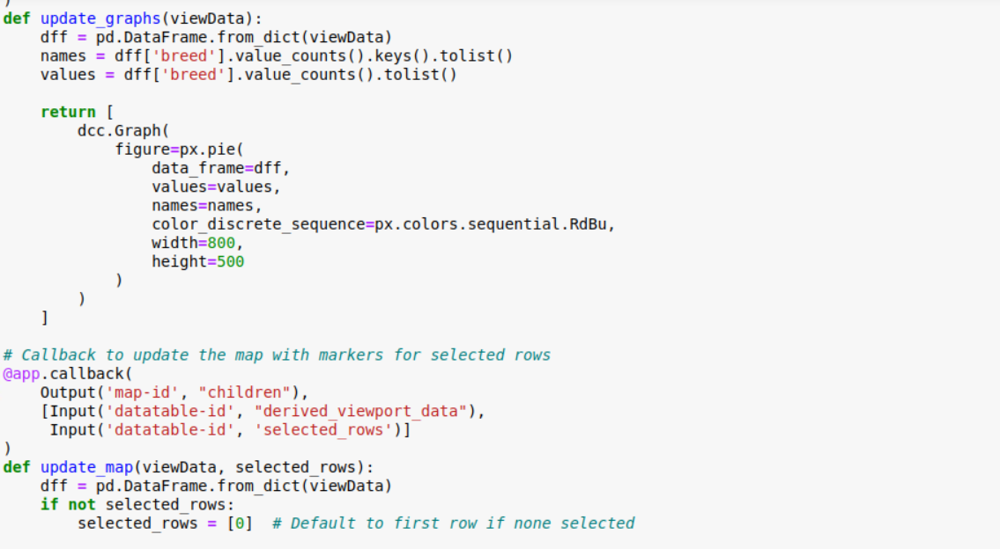 )
def update_graphs(viewData):
    dff = pd.DataFrame.from_dict(viewData)
    names = dff['breed'].value_counts().keys().tolist()
    values = dff['breed'].value_counts().tolist()

    return [
        dcc.Graph(
            figure=px.pie(
                data_frame=dff,
                values=values,
                names=names,
                color_discrete_sequence=px.colors.sequential.RdBu,
                width=800,
                height=500
            )
        )
    ]

# Callback to update the map with markers for selected rows
@app.callback(
    Output('map-id', "children"),
    [Input('datatable-id', "derived_viewport_data"),
     Input('datatable-id', 'selected_rows')]
)
def update_map(viewData, selected_rows):
    dff = pd.DataFrame.from_dict(viewData)
    if not selected_rows:
        selected_rows = [0]  # Default to first row if none selected